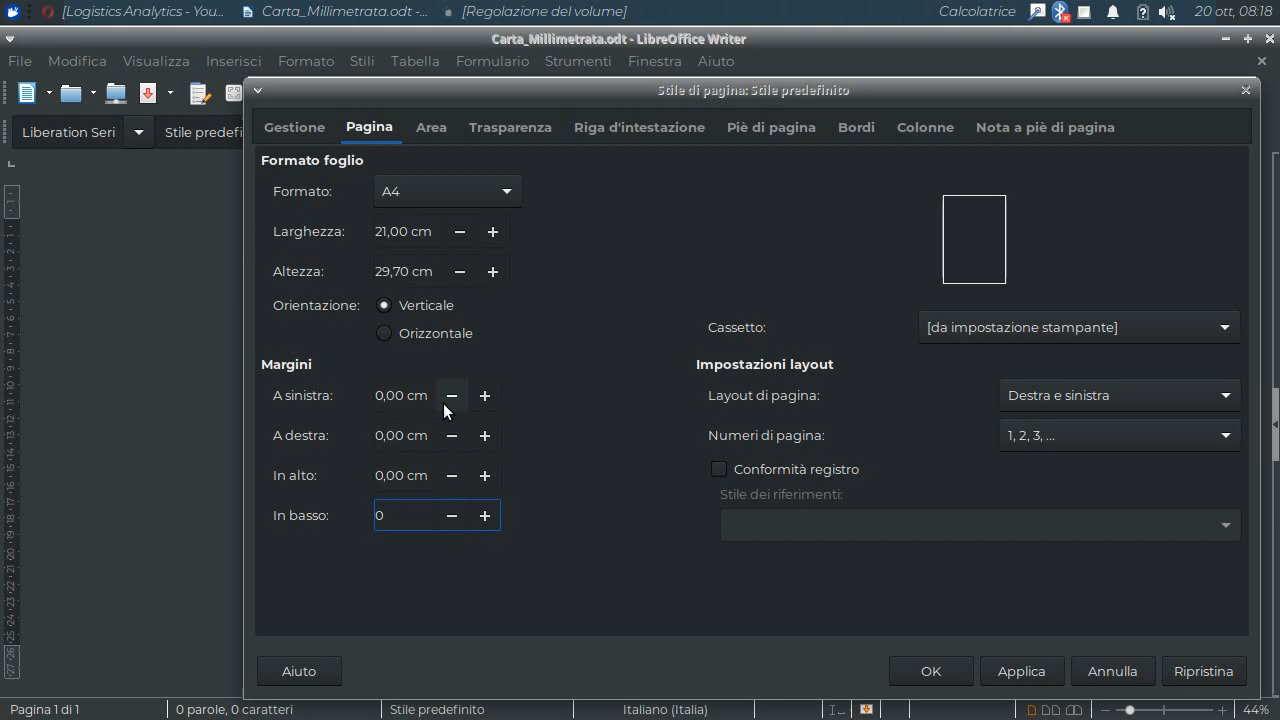 [Logistics Analytics - You... Carta_Millimetrata.odt -... [Regolazione del volume] Calcolatrice 20 ott, 08:18
Carta_Millimetrata.odt - LibreOffice Writer
File Modifica Visualizza Inserisci Formato Stili Tabella Formulario Strumenti Finestra Aiuto
Stile di pagina: Stile predefinito
Liberation Seri Stile predefi
Gestione Pagina Area Trasparenza Riga d'intestazione Piè di pagina Bordi Colonne Nota a piè di pagina
Formato foglio
Formato: A4
Larghezza: 21,00 cm
Altezza: 29,70 cm
Orientazione: Verticale
Orizzontale
Cassetto: [da impostazione stampante]
Margini
A sinistra: 0,00 cm
A destra: 0,00 cm
In alto: 0,00 cm
In basso: 0
Impostazioni layout
Layout di pagina: Destra e sinistra
Numeri di pagina: 1, 2, 3, ...
Conformità registro
Stile dei riferimenti:
Aiuto OK Applica Annulla Ripristina
Pagina 1 di 1 0 parole, 0 caratteri Stile predefinito Italiano (Italia) 44%